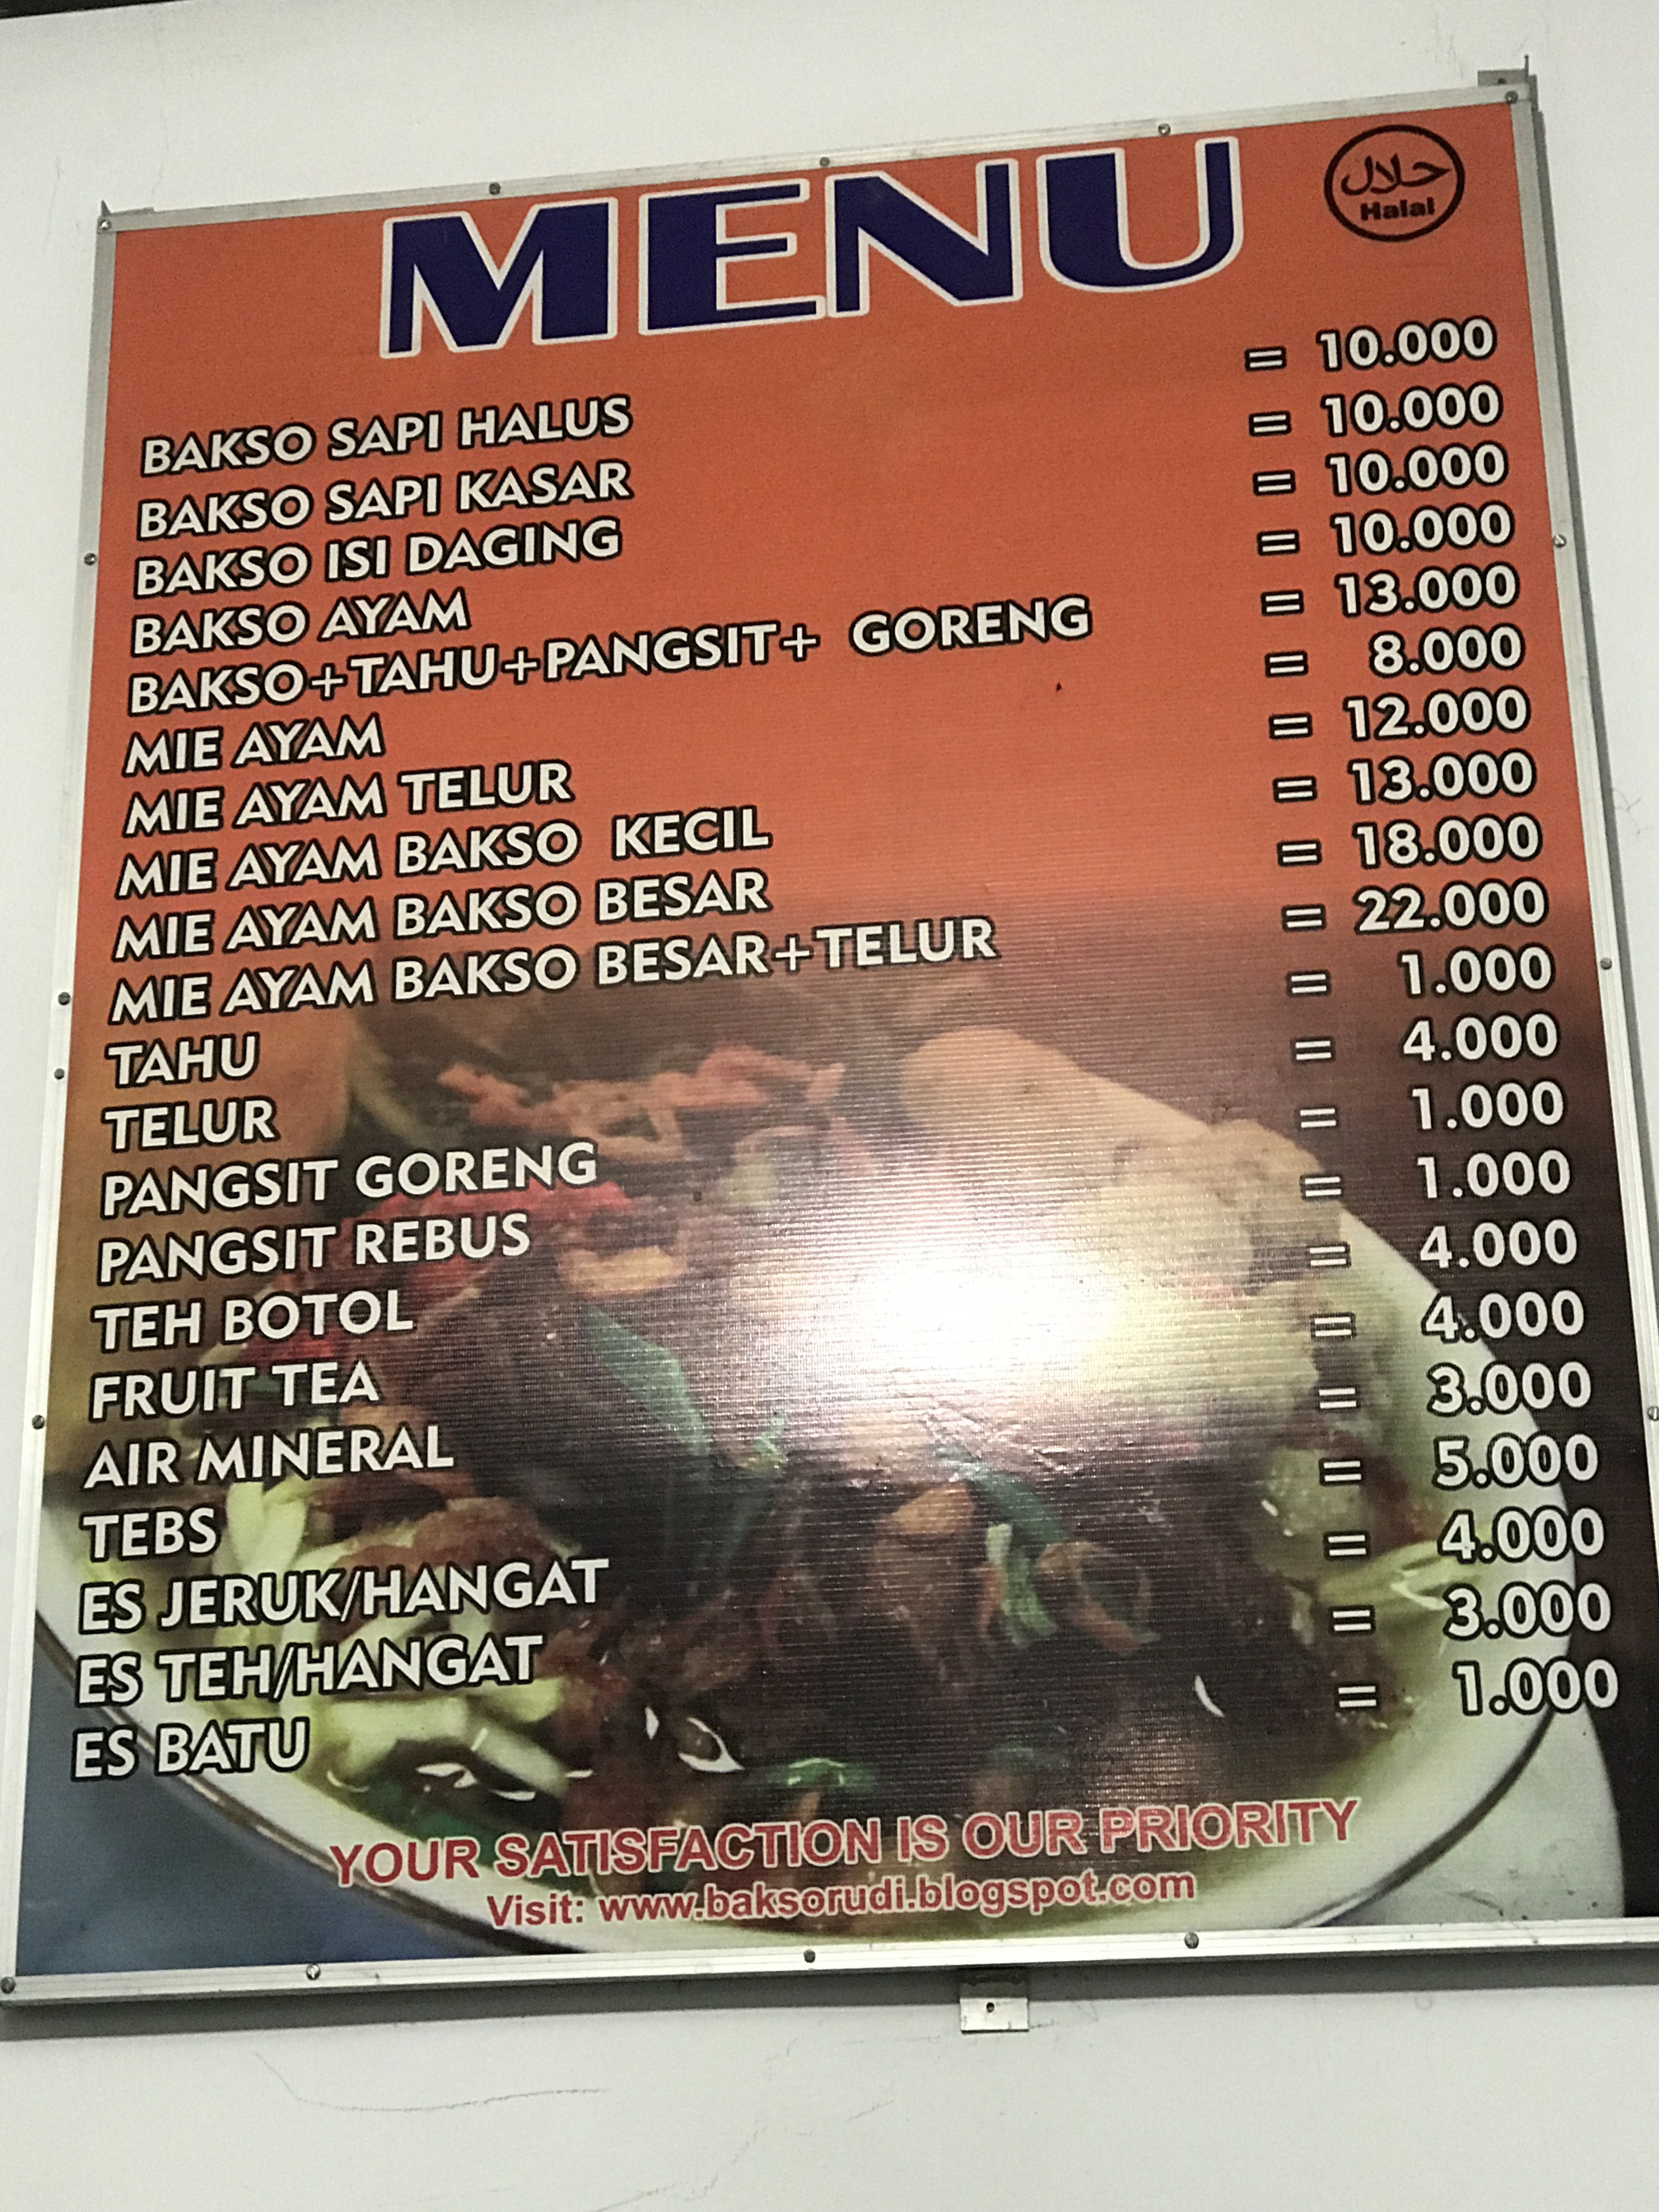 MENU
حلال
Halal
BAKSO SAPI HALUS = 10.000
BAKSO SAPI KASAR = 10.000
BAKSO ISI DAGING = 10.000
BAKSO AYAM = 10.000
BAKSO+TAHU+PANGSIT+ GORENG = 13.000
MIE AYAM = 8.000
MIE AYAM TELUR = 12.000
MIE AYAM BAKSO KECIL = 13.000
MIE AYAM BAKSO BESAR = 18.000
MIE AYAM BAKSO BESAR+TELUR = 22.000
TAHU = 1.000
TELUR = 4.000
PANGSIT GORENG = 1.000
PANGSIT REBUS = 1.000
TEH BOTOL = 4.000
FRUIT TEA = 4.000
AIR MINERAL = 3.000
TEBS = 5.000
ES JERUK/HANGAT = 4.000
ES TEH/HANGAT = 3.000
ES BATU = 1.000
YOUR SATISFACTION IS OUR PRIORITY
Visit: www.baksorudi.blogspot.com